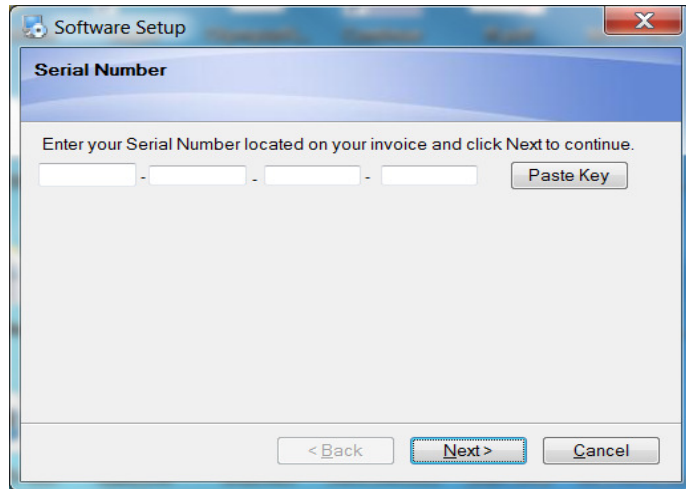 Software Setup
X
Serial Number
Enter your Serial Number located on your invoice and click Next to continue.
- - - Paste Key
< Back Next > Cancel